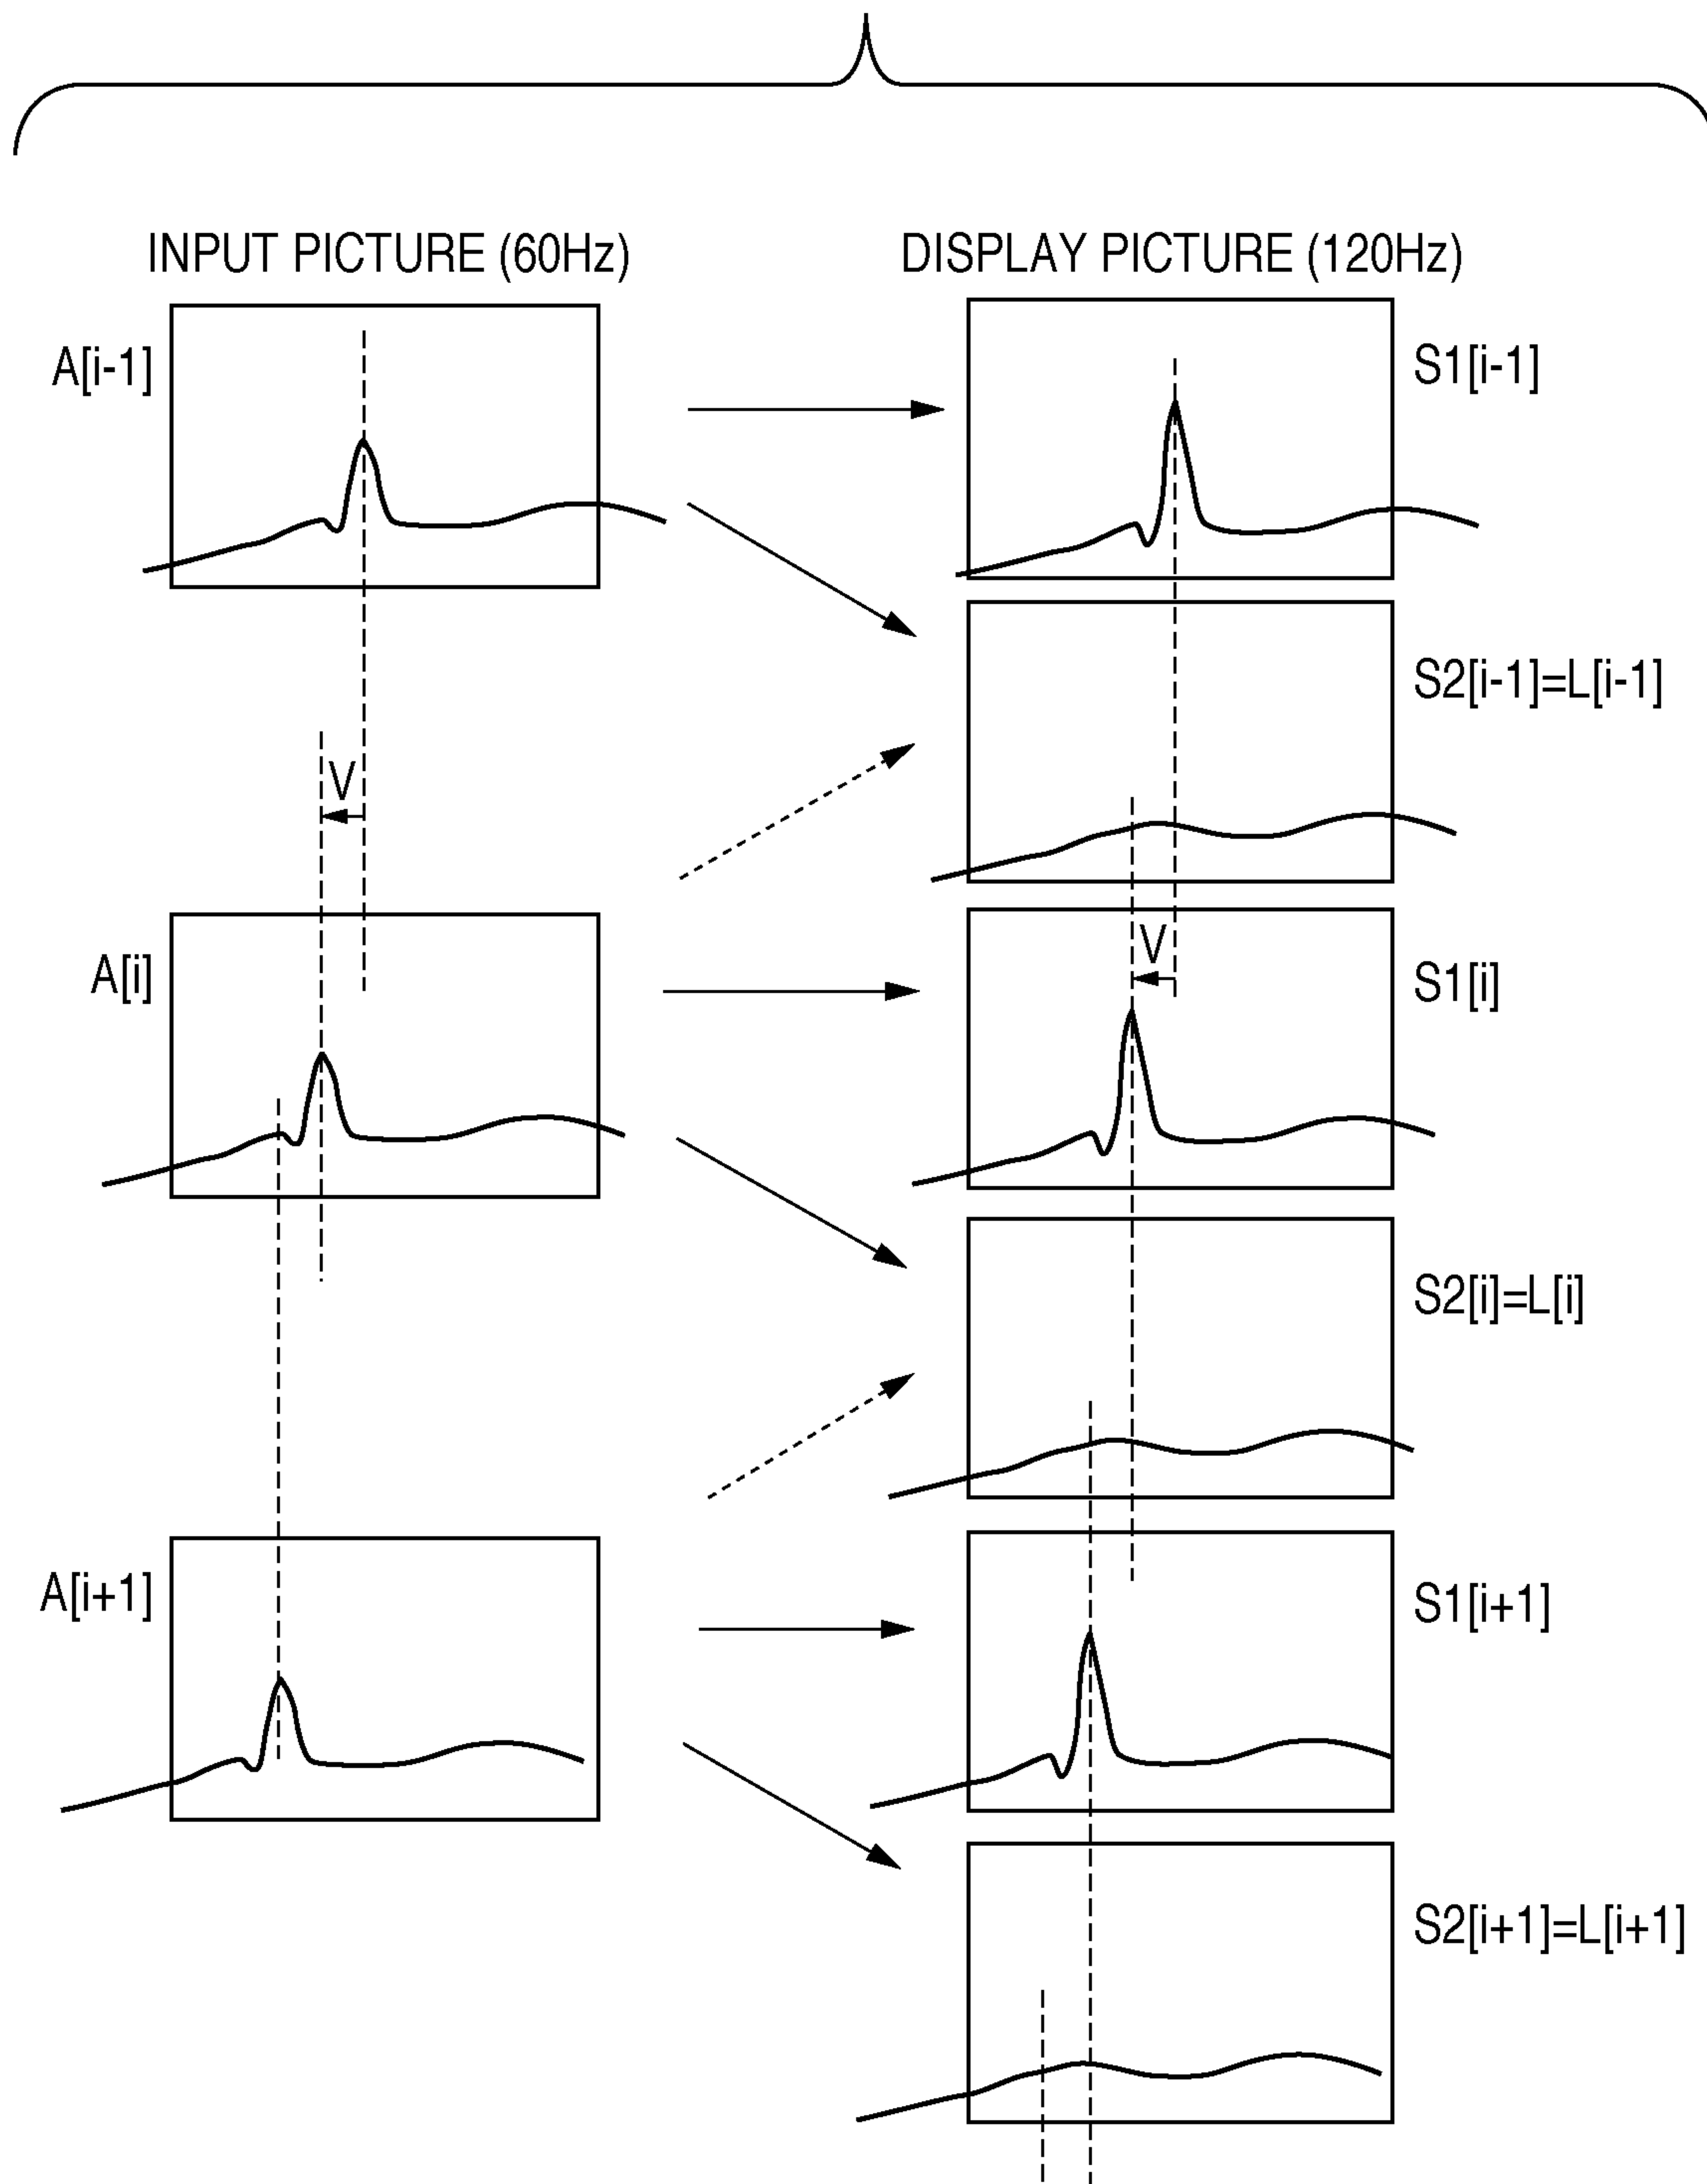 INPUT PICTURE (60Hz)
DISPLAY PICTURE (120Hz)
A[i-1]
S1[i-1]
S2[i-1]=L[i-1]
V
A[i]
V
S1[i]
S2[i]=L[i]
A[i+1]
S1[i+1]
S2[i+1]=L[i+1]